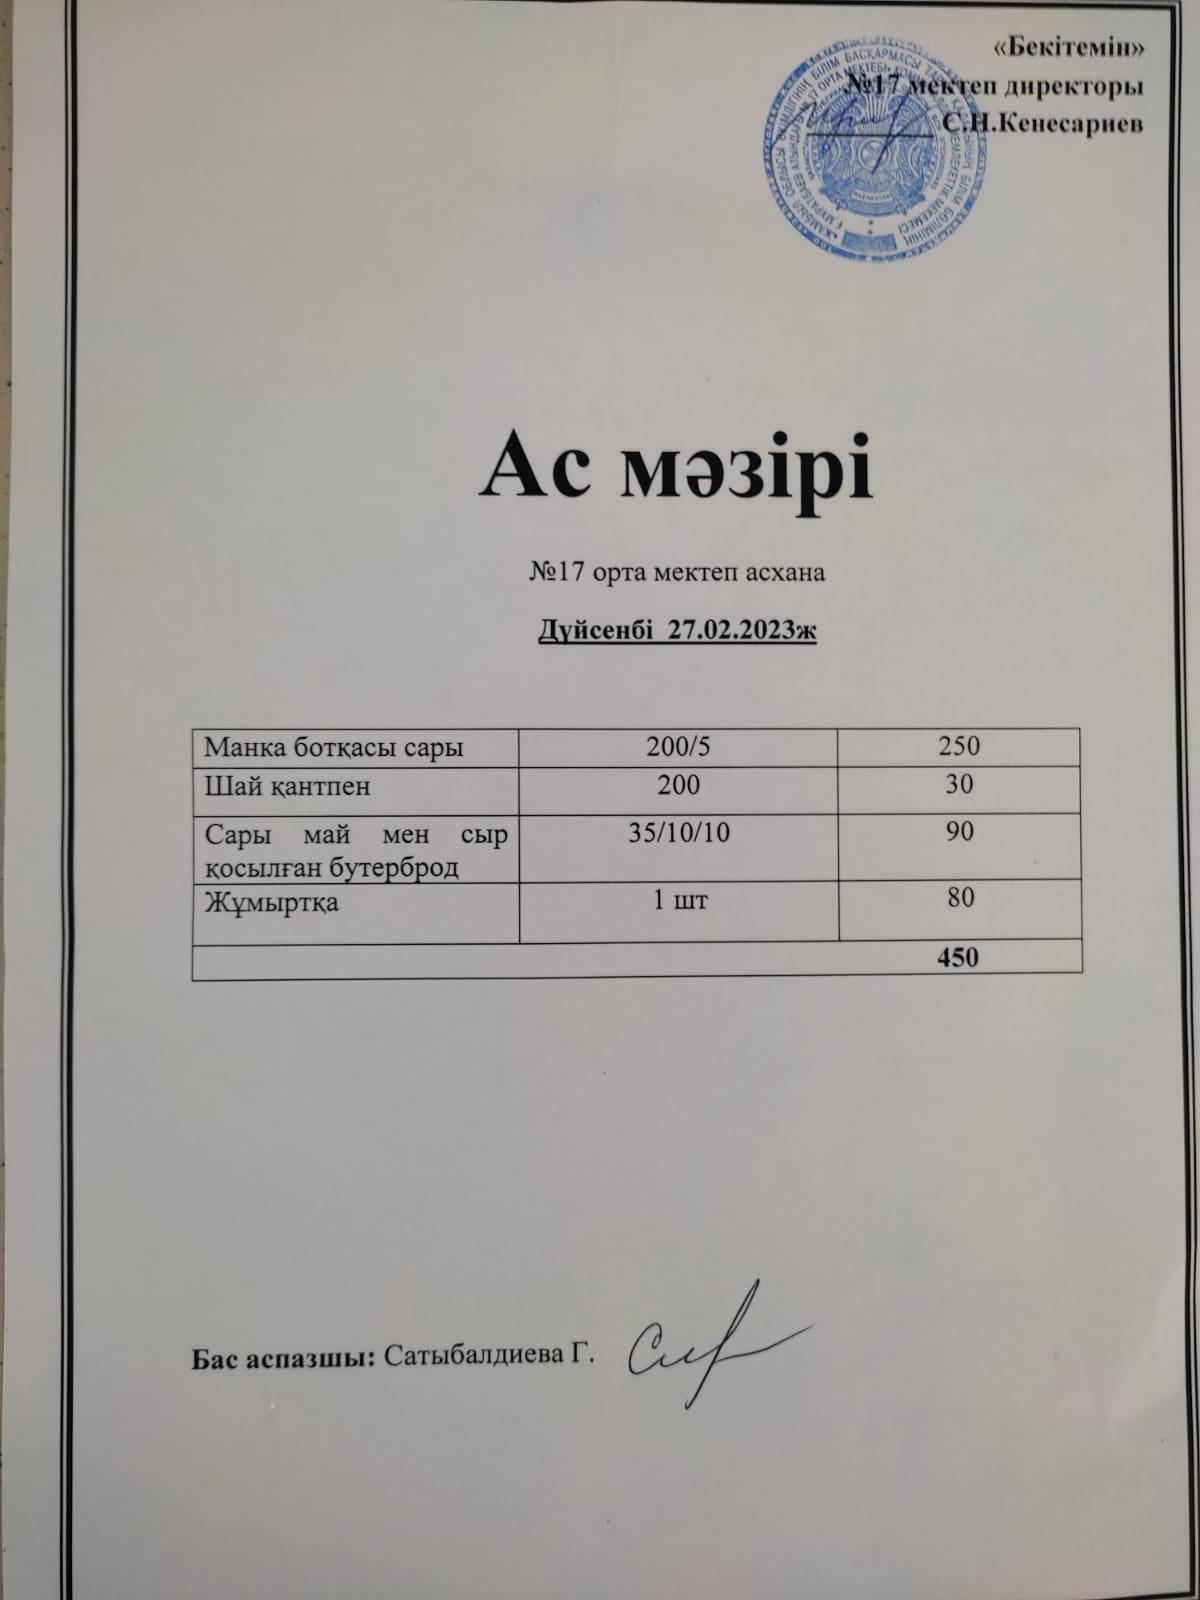 «Бекітемін»
№17 мектеп директоры
С.Н.Кенесариев
Ас мәзірі
№17 орта мектеп асхана
Дүйсенбі 27.02.2023ж
Манка ботқасы сары 200/5 250
Шай қантпен 200 30
Сары май мен сыр 35/10/10 90
қосылған бутерброд
Жұмыртқа 1 шт 80
450
Бас аспазшы: Сатыбалдиева Г.